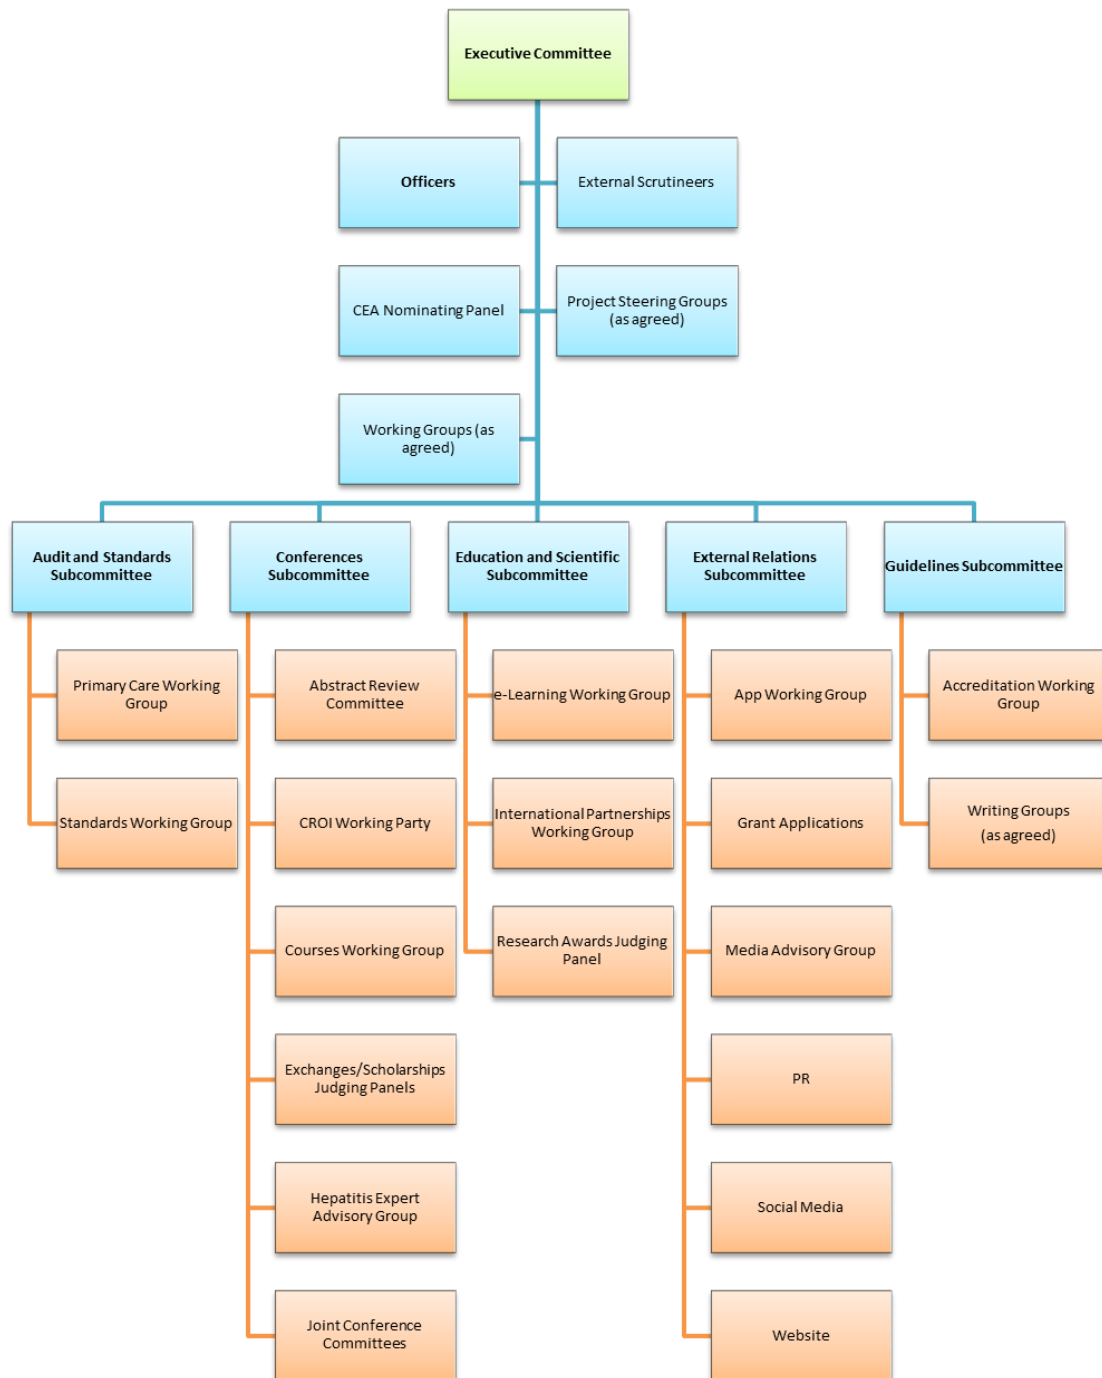 Executive Committee
Officers
External Scrutineers
CEA Nominating Panel
Project Steering Groups
(as agreed)
Working Groups (as
agreed)
Audit and Standards
Subcommittee
Conferences
Subcommittee
Education and Scientific
Subcommittee
External Relations
Subcommittee
Guidelines Subcommittee
Primary Care Working
Group
Standards Working Group
Abstract Review
Committee
CROI Working Party
Courses Working Group
Exchanges/Scholarships
Judging Panels
Hepatitis Expert
Advisory Group
Joint Conference
Committees
e-Learning Working Group
International Partnerships
Working Group
Research Awards Judging
Panel
App Working Group
Grant Applications
Media Advisory Group
PR
Social Media
Website
Accreditation Working
Group
Writing Groups
(as agreed)